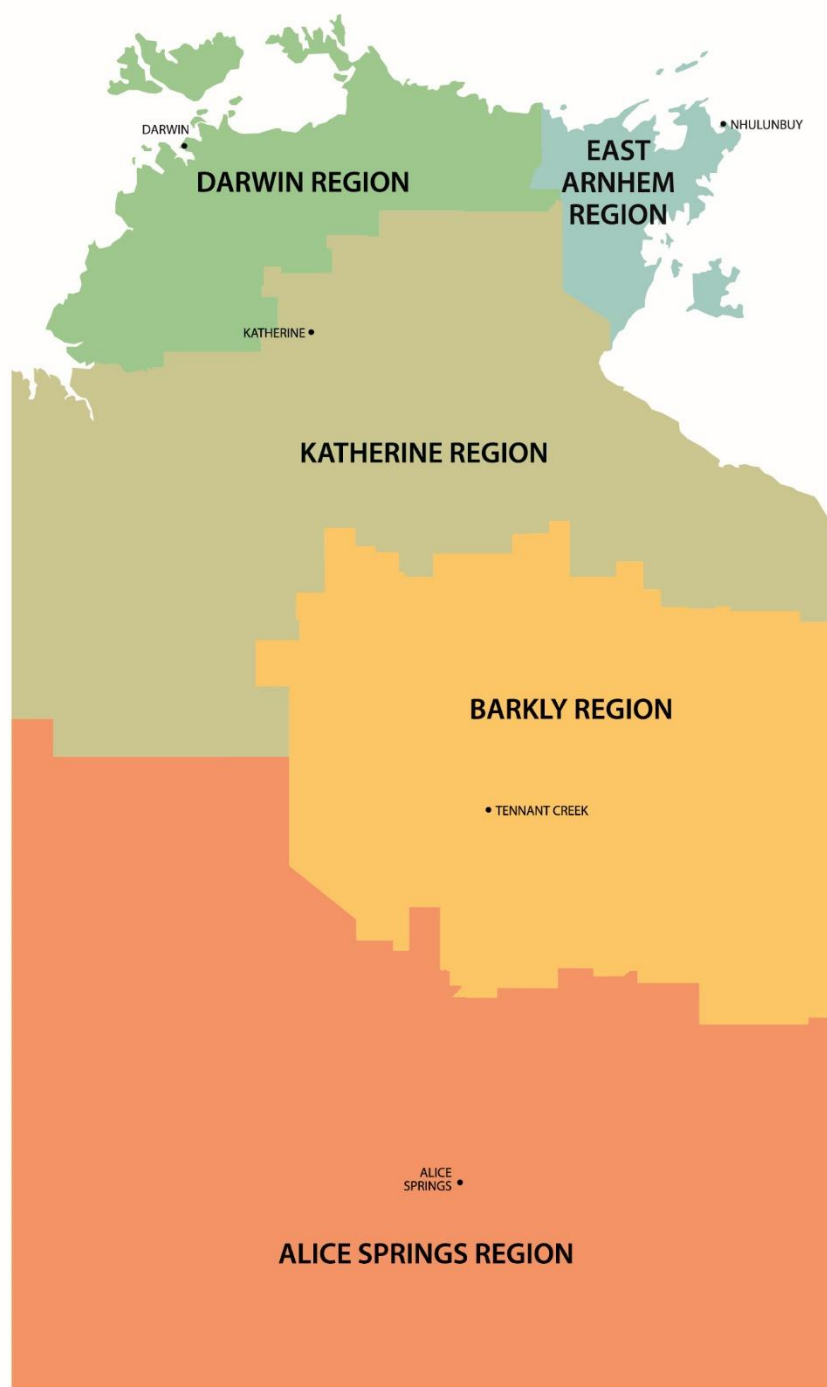 DARWIN
NHULUNBUY
DARWIN REGION
EAST
ARNHEM
REGION
KATHERINE
KATHERINE REGION
BARKLY REGION
TENNANT CREEK
ALICE
SPRINGS
ALICE SPRINGS REGION